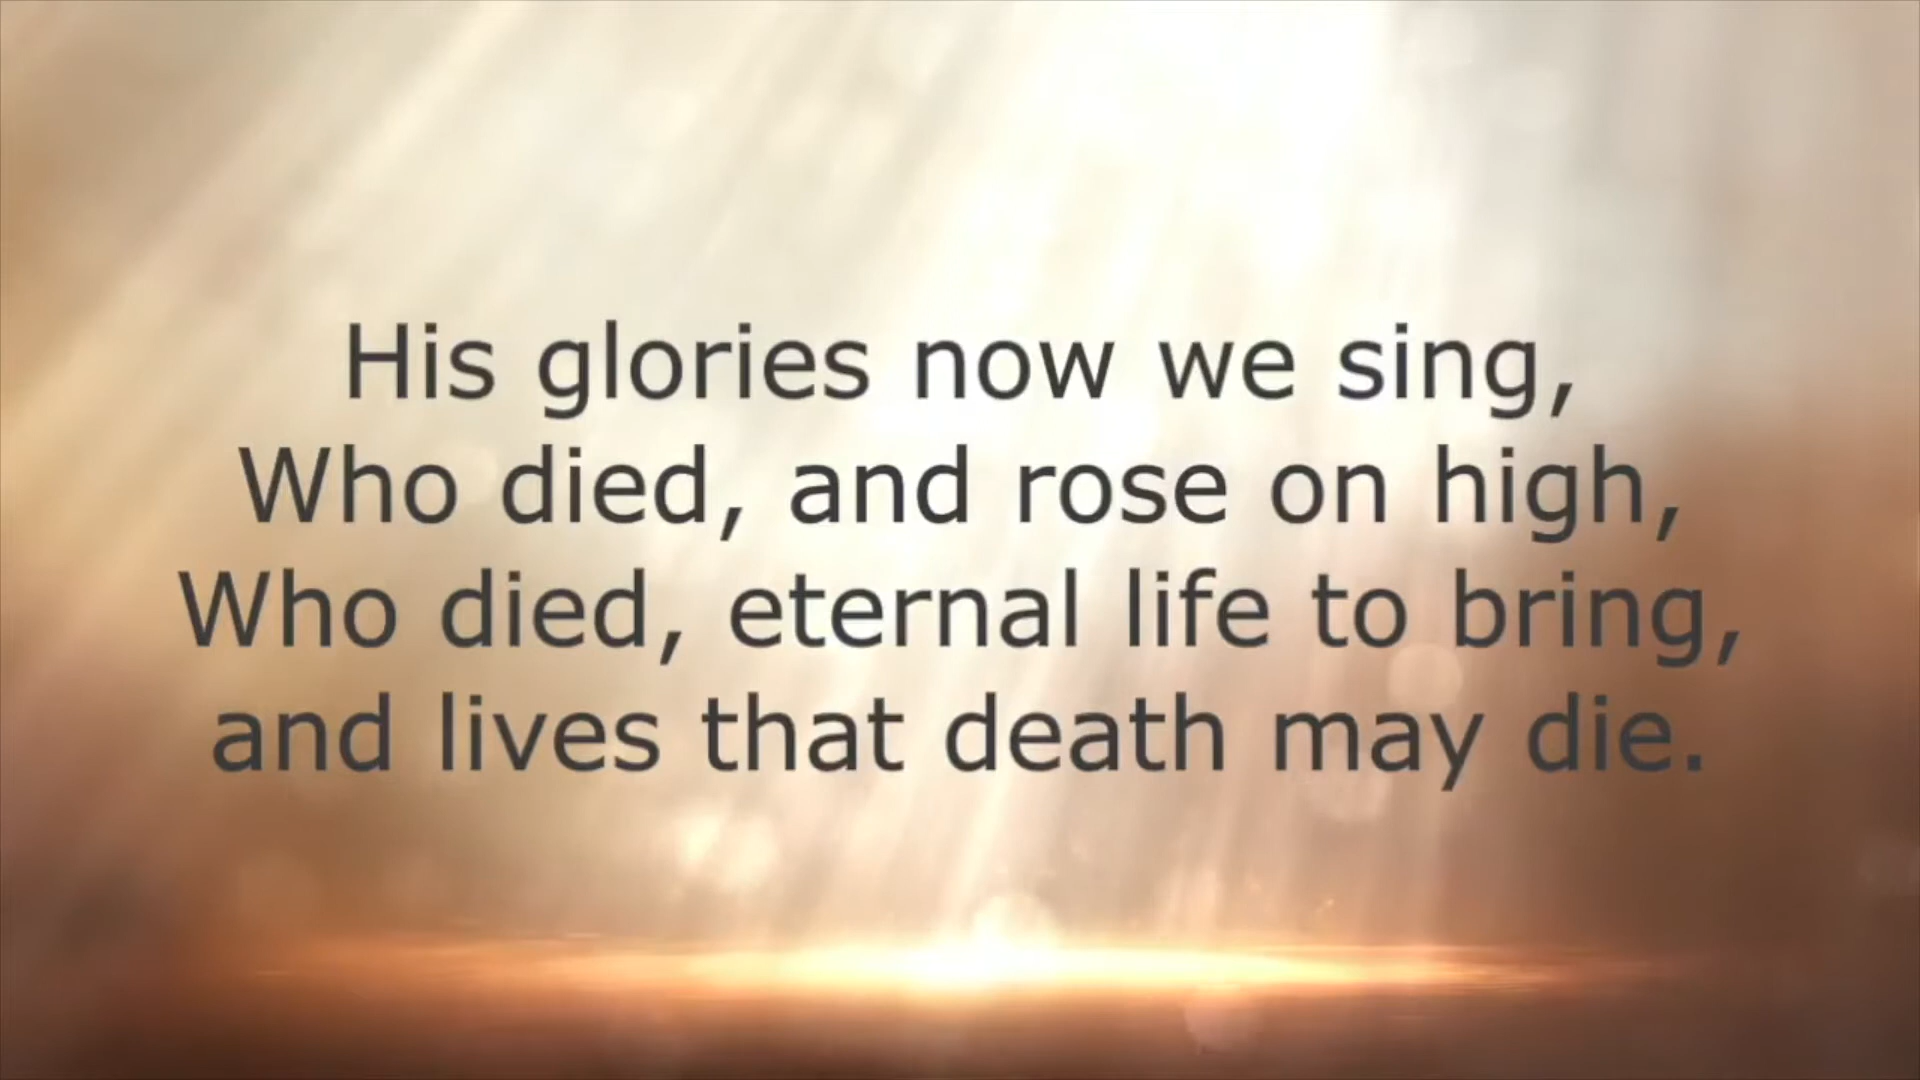 His glories now we sing,
Who died, and rose on high,
Who died, eternal life to bring,
and lives that death may die.